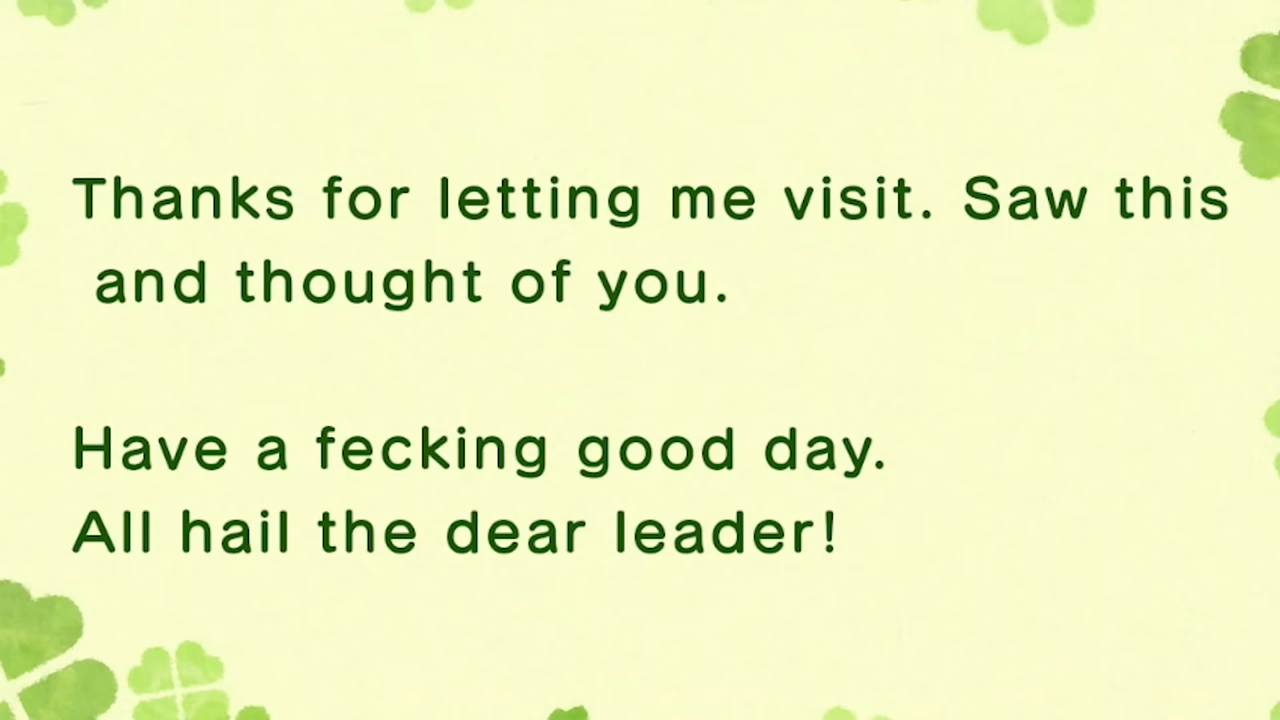 Thanks for letting me visit. Saw this
and thought of you.
Have a fecking good day.
All hail the dear leader!